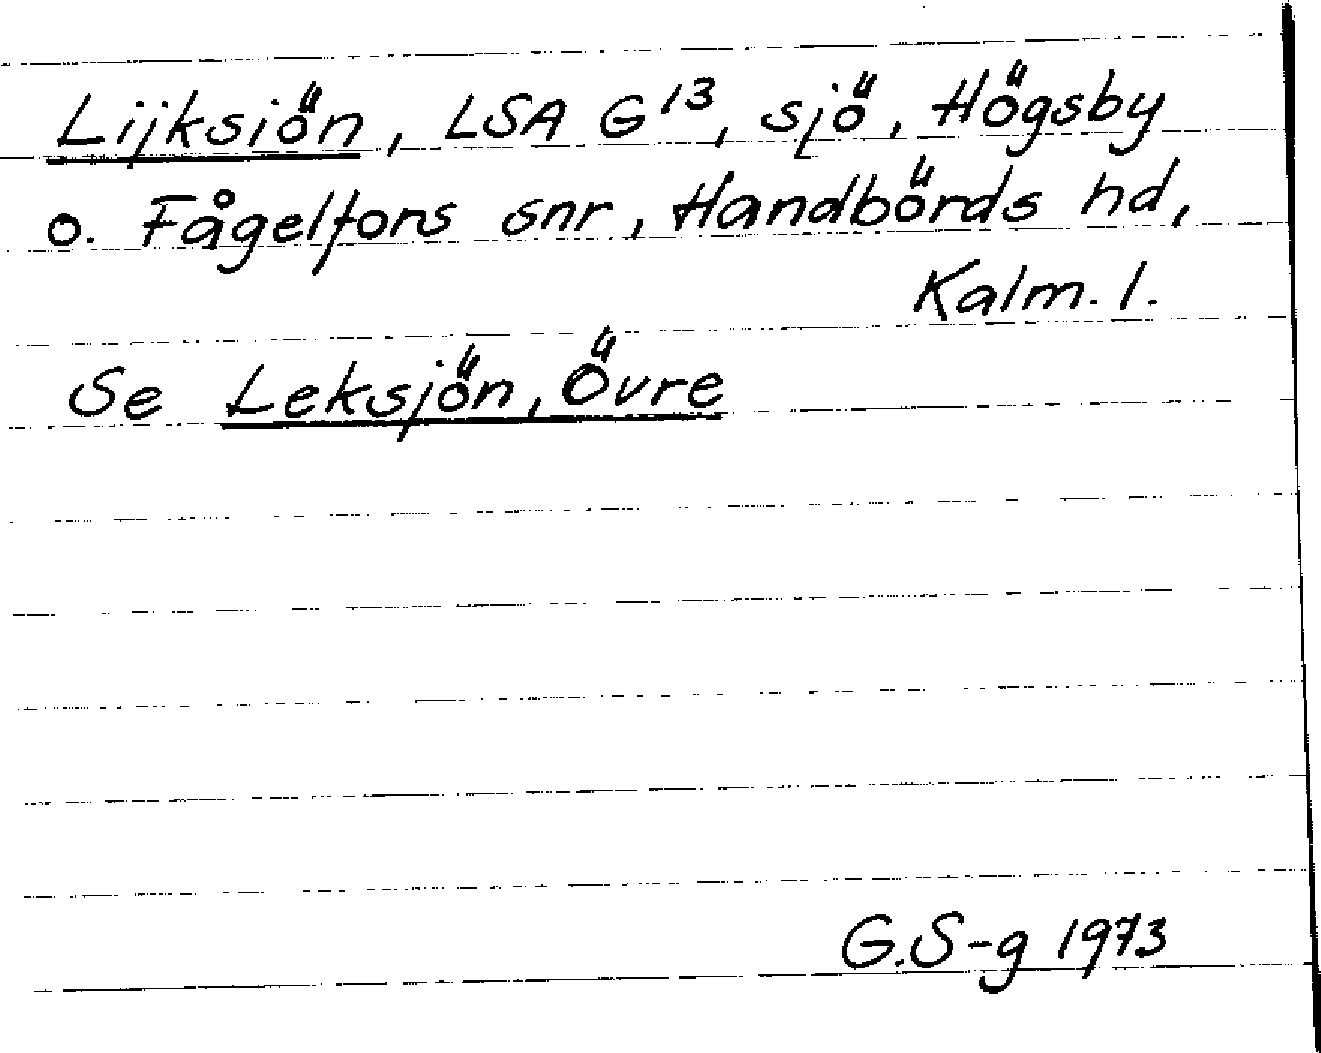 Lijksiön, LSA G13, sjö, Högsby
o. Fågelfors snr, Handbörds hd,
Kalm. l.
Se Leksjön, Övre
G.S-g 1973